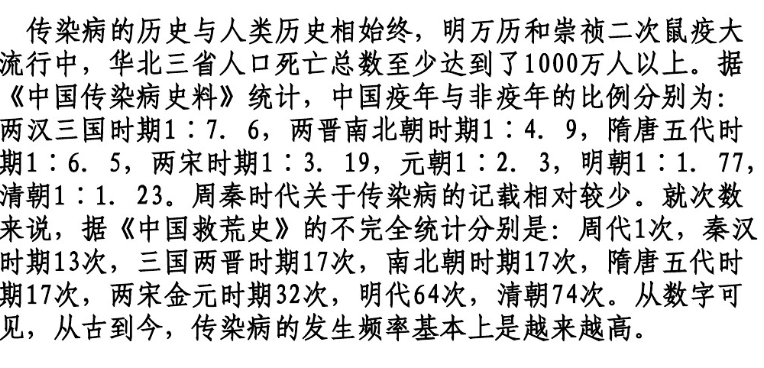 传染病的历史与人类历史相始终，明万历和崇祯二次鼠疫大
流行中，华北三省人口死亡总数至少达到了1000万人以上。据
《中国传染病史料》统计，中国疫年与非疫年的比例分别为：
两汉三国时期1∶7．6，两晋南北朝时期1∶4．9，隋唐五代时
期1∶6．5，两宋时期1∶3．19，元朝1∶2．3，明朝1∶1．77，
清朝1∶1．23。周秦时代关于传染病的记载相对较少。就次数
来说，据《中国救荒史》的不完全统计分别是：周代1次，秦汉
时期13次，三国两晋时期17次，南北朝时期17次，隋唐五代时
期17次，两宋金元时期32次，明代64次，清朝74次。从数字可
见，从古到今，传染病的发生频率基本上是越来越高。